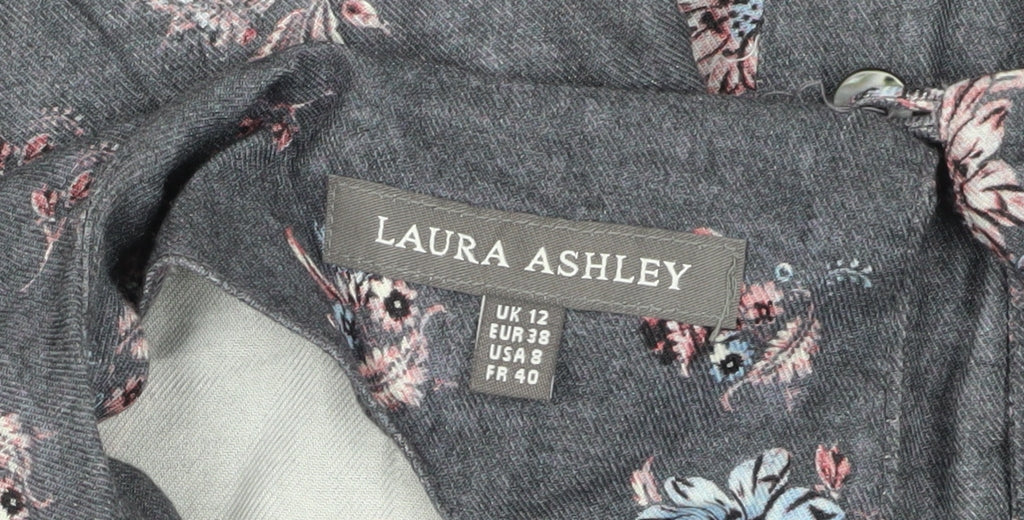 LAURA ASHLEY
UK 12
EUR 38
USA 8
FR 40